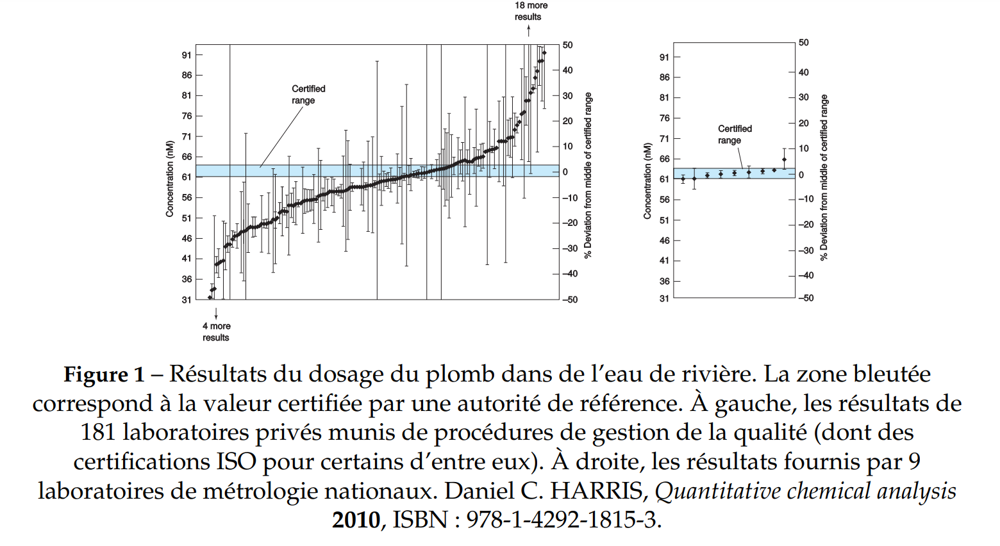 18 more
results
91
86
81
76
71
66
61
56
51
46
41
36
31
Concentration (nM)
Certified
range
50
40
30
20
10
0
–10
–20
–30
–40
–50
% Deviation from middle of certified range
4 more
results
91
86
81
76
71
66
61
56
51
46
41
36
31
Concentration (nM)
Certified
range
50
40
30
20
10
0
–10
–20
–30
–40
–50
% Deviation from middle of certified range
Figure 1 – Résultats du dosage du plomb dans de l’eau de rivière. La zone bleutée
correspond à la valeur certifiée par une autorité de référence. À gauche, les résultats de
181 laboratoires privés munis de procédures de gestion de la qualité (dont des
certifications ISO pour certains d’entre eux). À droite, les résultats fournis par 9
laboratoires de métrologie nationaux. Daniel C. HARRIS, Quantitative chemical analysis
2010, ISBN : 978-1-4292-1815-3.